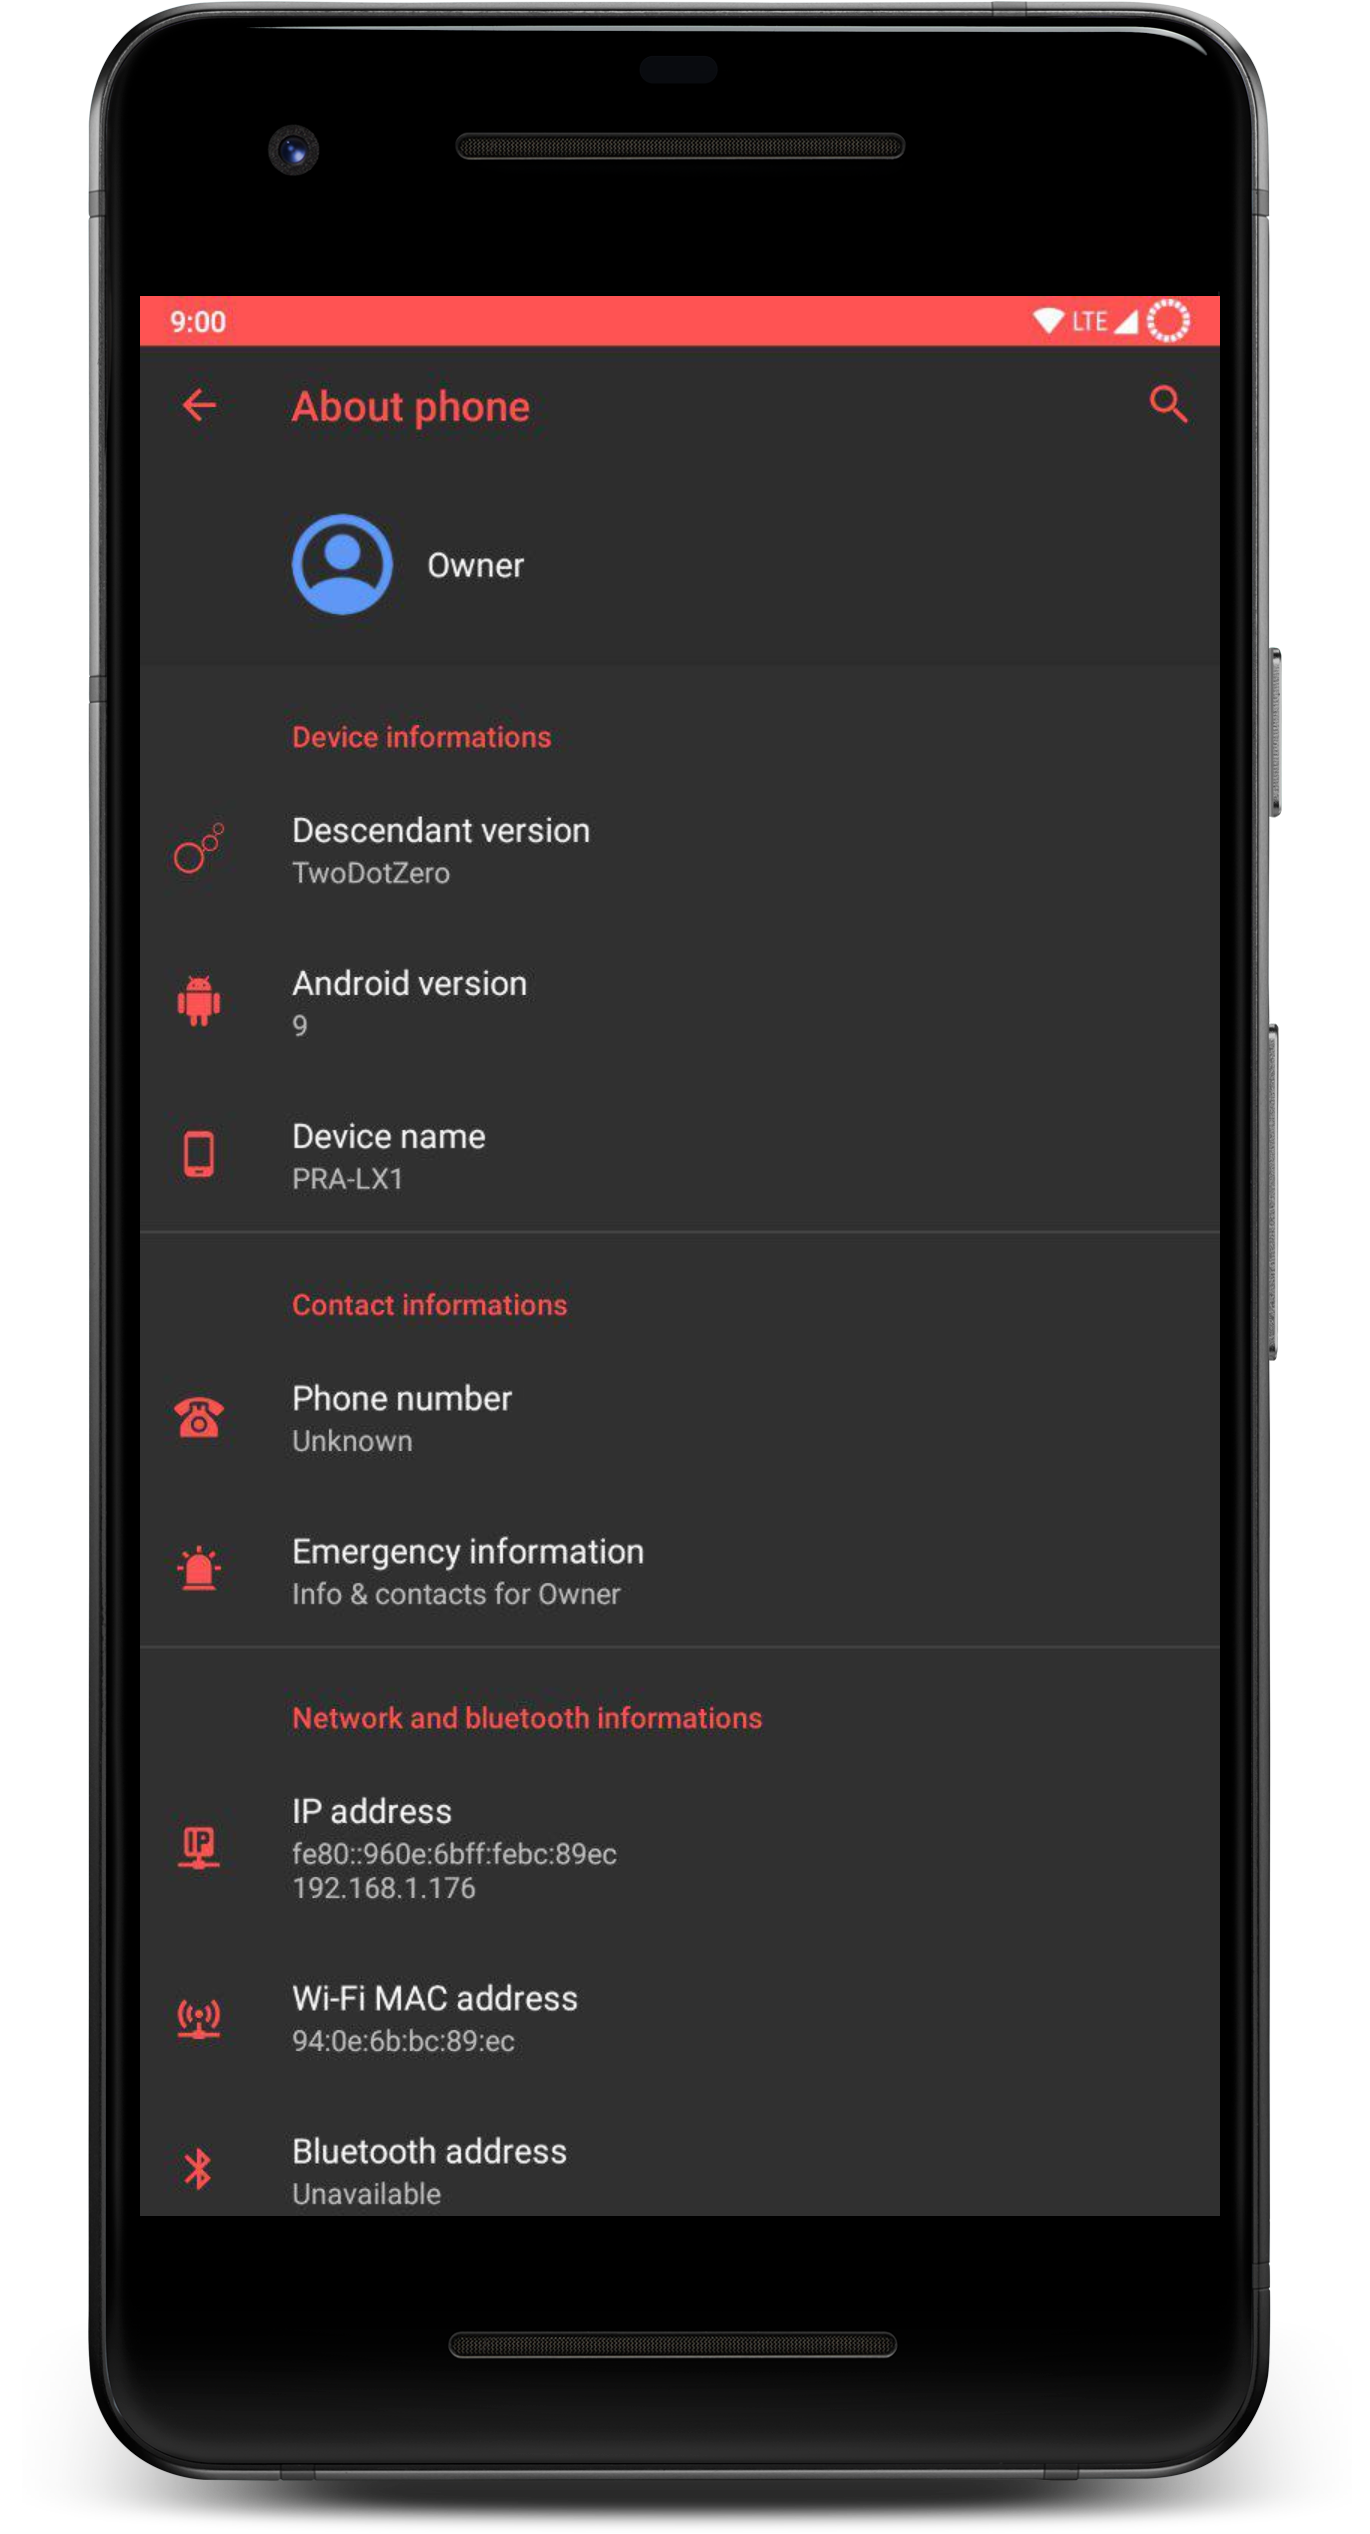 9:00 LTE
About phone
Owner
Device informations
Descendant version
TwoDotZero
Android version
9
Device name
PRA-LX1
Contact informations
Phone number
Unknown
Emergency information
Info & contacts for Owner
Network and bluetooth informations
IP address
IP
fe80::960e:6bff:febc:89ec
192.168.1.176
Wi-Fi MAC address
94:0e:6b:bc:89:ec
Bluetooth address
Unavailable